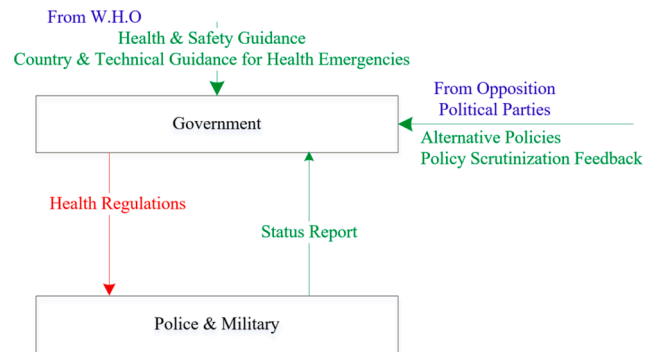 From W.H.O
Health & Safety Guidance
Country & Technical Guidance for Health Emergencies
From Opposition
Political Parties
Government
Alternative Policies
Policy Scrutinization Feedback
Health Regulations
Status Report
Police & Military